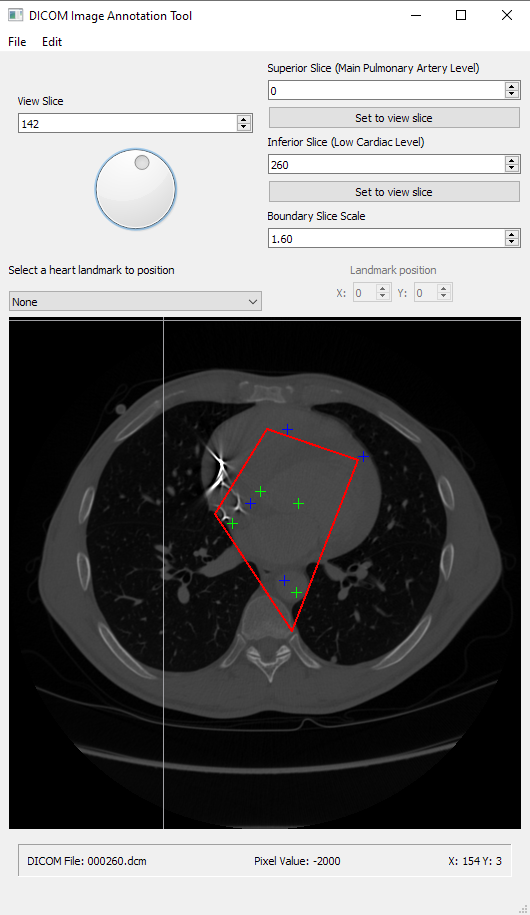 DICOM Image Annotation Tool
File Edit
Superior Slice (Main Pulmonary Artery Level)
0
Set to view slice
View Slice
142
Inferior Slice (Low Cardiac Level)
260
Set to view slice
Boundary Slice Scale
1.60
Select a heart landmark to position
None
Landmark position
X: 0 Y: 0
DICOM File: 000260.dcm Pixel Value: -2000 X: 154 Y: 3